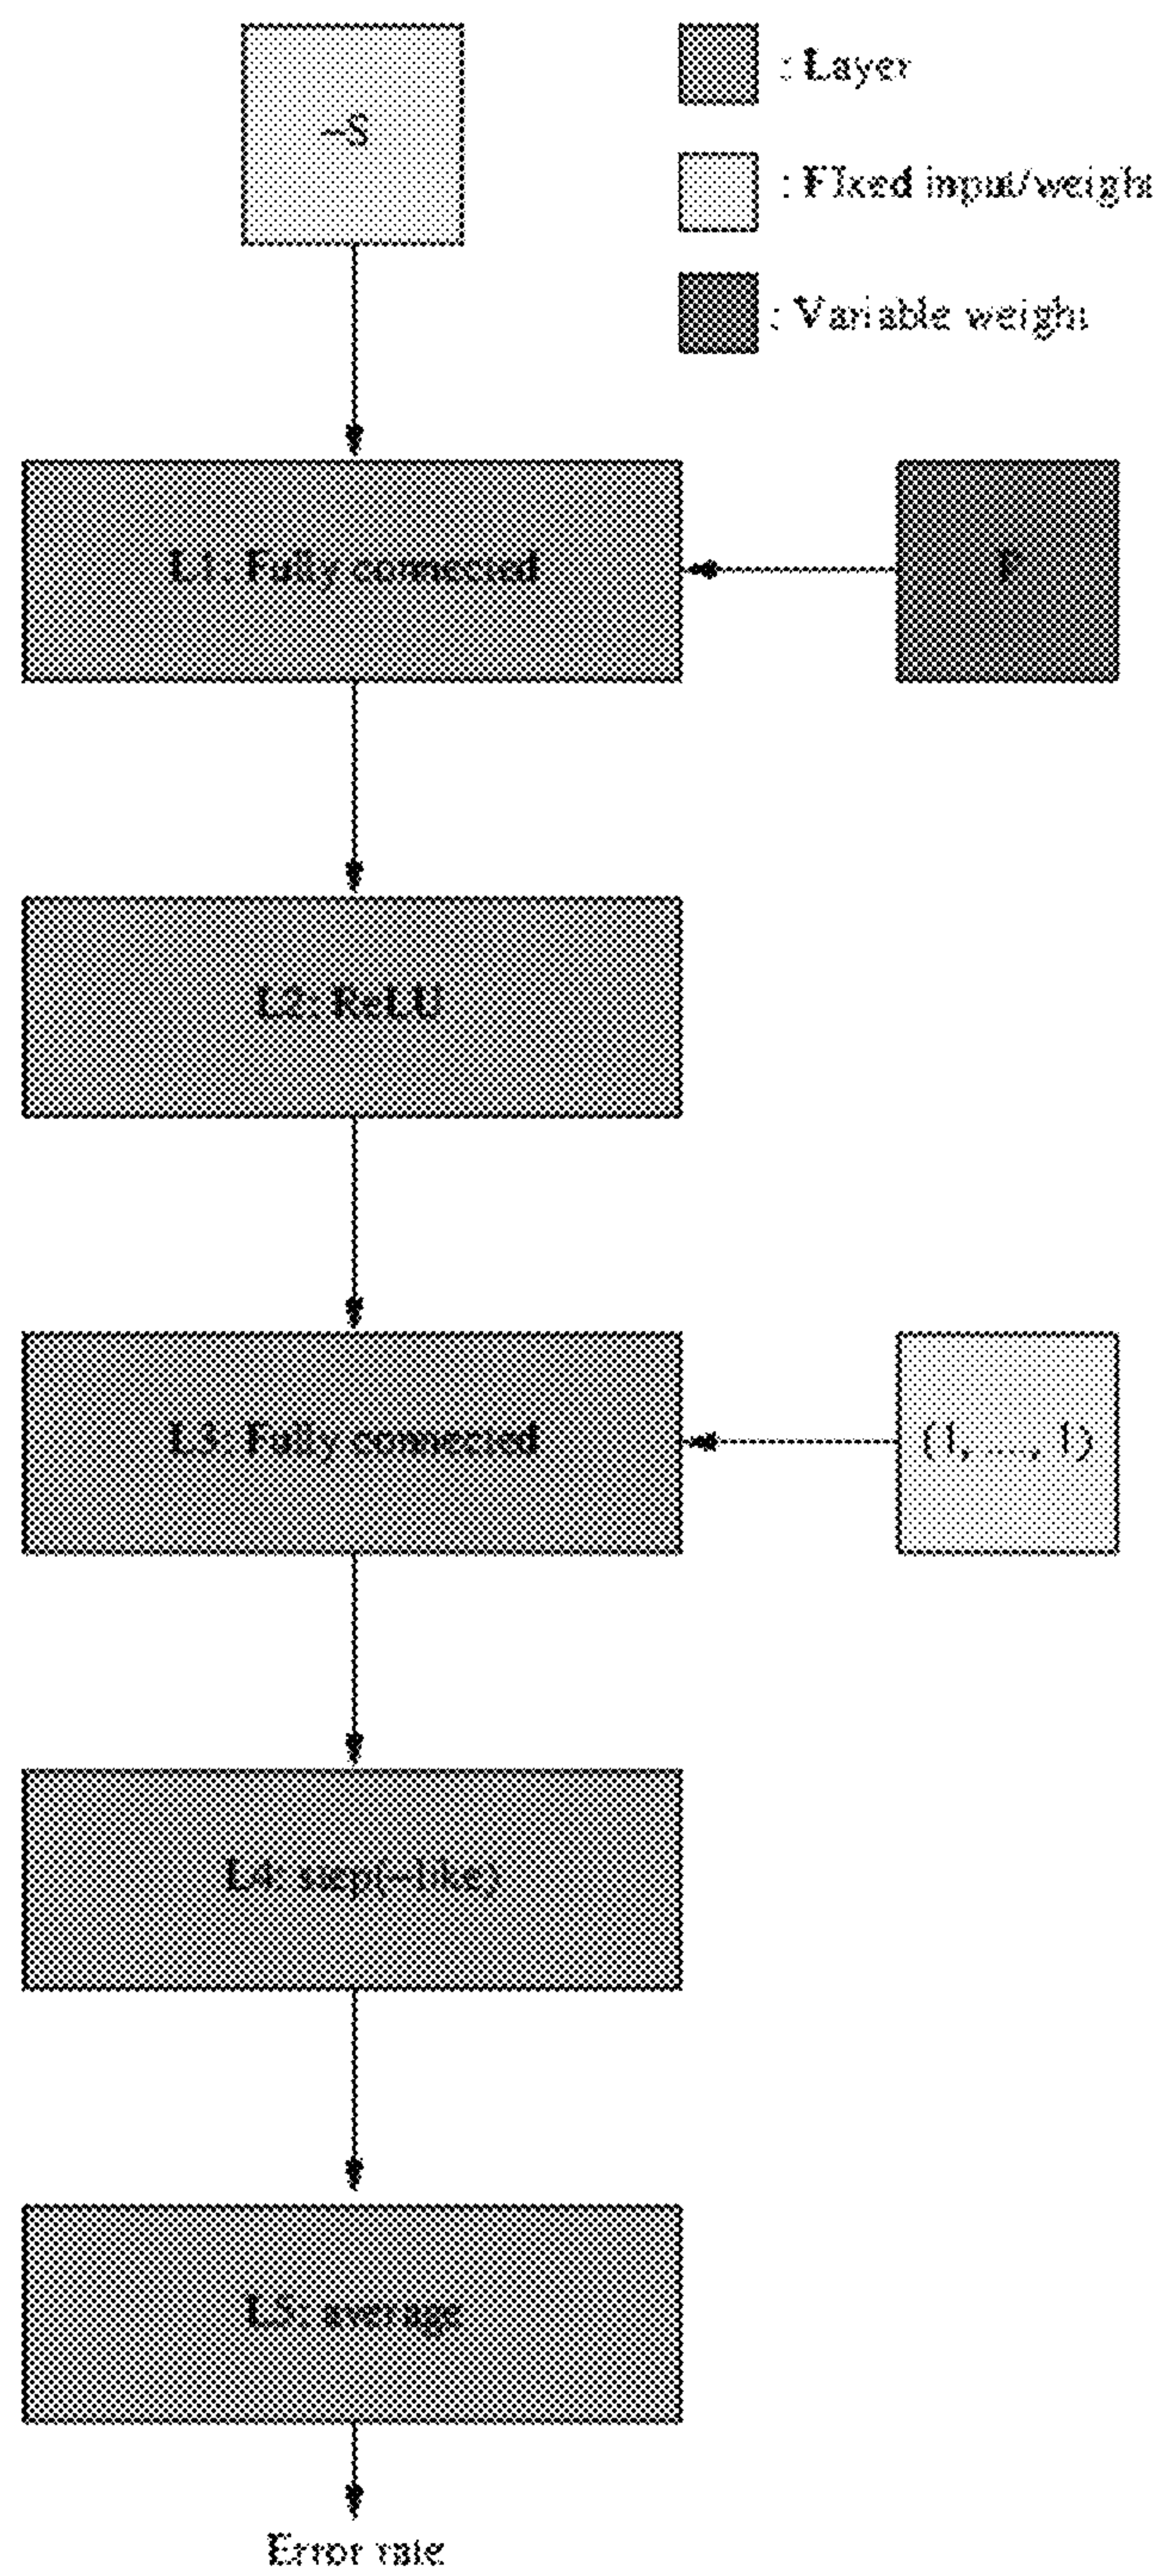 ~S
: Layer
: FIxed input/weight
: Variable weight
L1: Fully connected
L2: ReLU
L3: Fully connected
(1, ..., 1)
L4: step(-like)
L5: average
Error rate